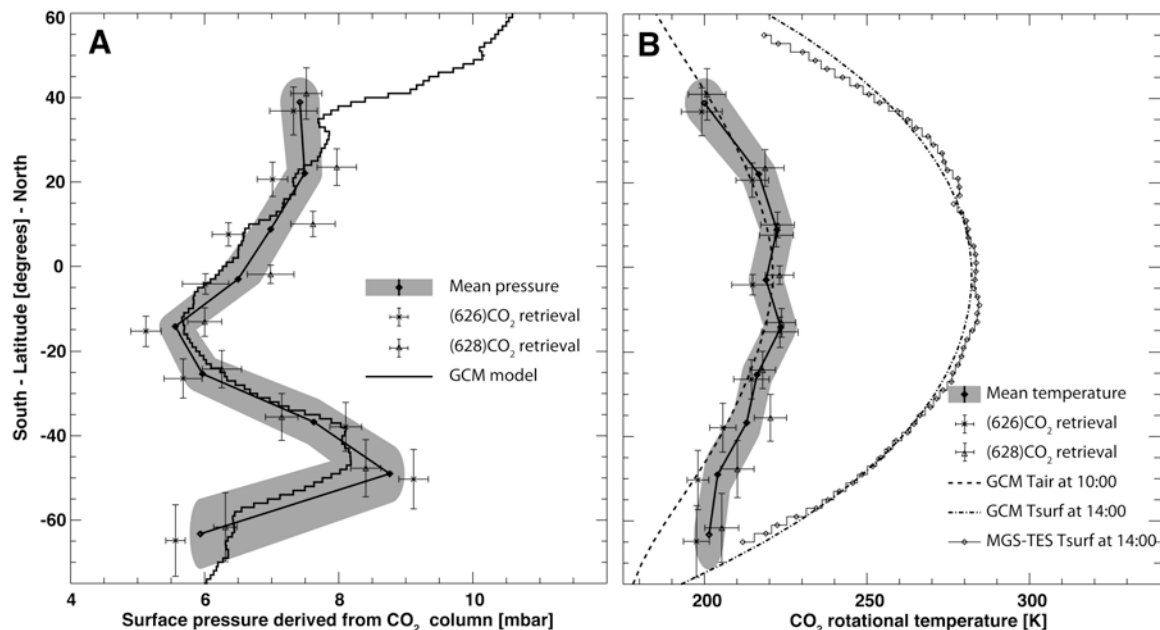 A
B
60
40
20
0
-20
-40
-60
South - Latitude [degrees] - North
Mean pressure
(626)CO2 retrieval
(628)CO2 retrieval
GCM model
4
6
8
10
Surface pressure derived from CO2 column [mbar]
Mean temperature
(626)CO2 retrieval
(628)CO2 retrieval
GCM Tair at 10:00
GCM Tsurf at 14:00
MGS-TES Tsurf at 14:00
200
250
300
CO2 rotational temperature [K]